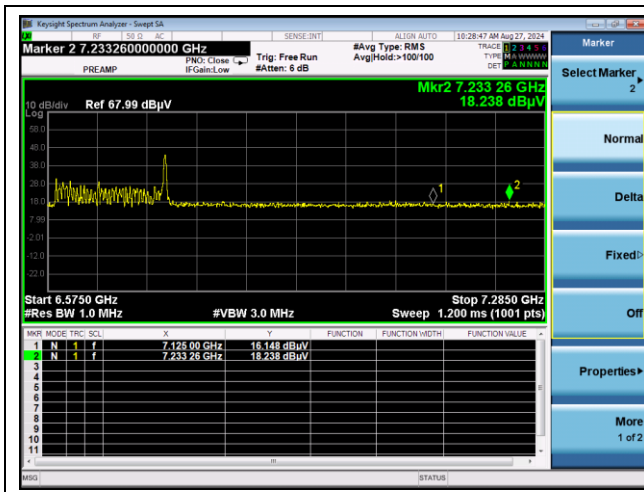 Keysight Spectrum Analyzer - Swept SA
RF 50 Ω AC SENSE:INT ALIGN AUTO 10:28:47 AM Aug 27, 2024
Marker 2 7.233260000000 GHz
PREAMP
PNO: Close
IFGain:Low
Trig: Free Run
#Atten: 6 dB
#Avg Type: RMS
Avg|Hold:>100/100
TRACE 1 2 3 4 5 6
TYPE M A W W W W
DET P A N N N N
Mkr2 7.233 26 GHz
18.238 dBµV
10 dB/div Ref 67.99 dBµV
Log
58.0
48.0
38.0
28.0
18.0
7.99
-2.01
-12.0
-22.0
1
2
Start 6.5750 GHz Stop 7.2850 GHz
#Res BW 1.0 MHz #VBW 3.0 MHz Sweep 1.200 ms (1001 pts)
MKR MODE TRC SCL X Y FUNCTION FUNCTION WIDTH FUNCTION VALUE
1 N 1 f 7.125 00 GHz 16.148 dBµV
2 N 1 f 7.233 26 GHz 18.238 dBµV
3
4
5
6
7
8
9
10
11
MSG STATUS
Marker
Select Marker
2
Normal
Delta
Fixed
Off
Properties
More
1 of 2